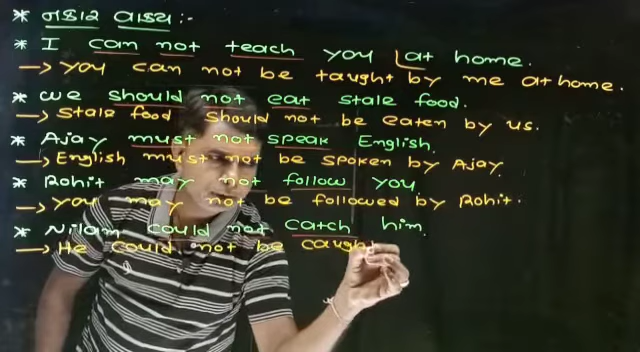 * નકાર વાક્ય :-
* I can not teach you at home.
→ You can not be taught by me at home.
* We should not eat stale food.
→ Stale food should not be eaten by us.
* Ajay must not speak English.
→ English must not be spoken by Ajay.
* Rohit may not follow you.
→ You may not be followed by Rohit.
* Nilam could not catch him.
→ He could not be caught